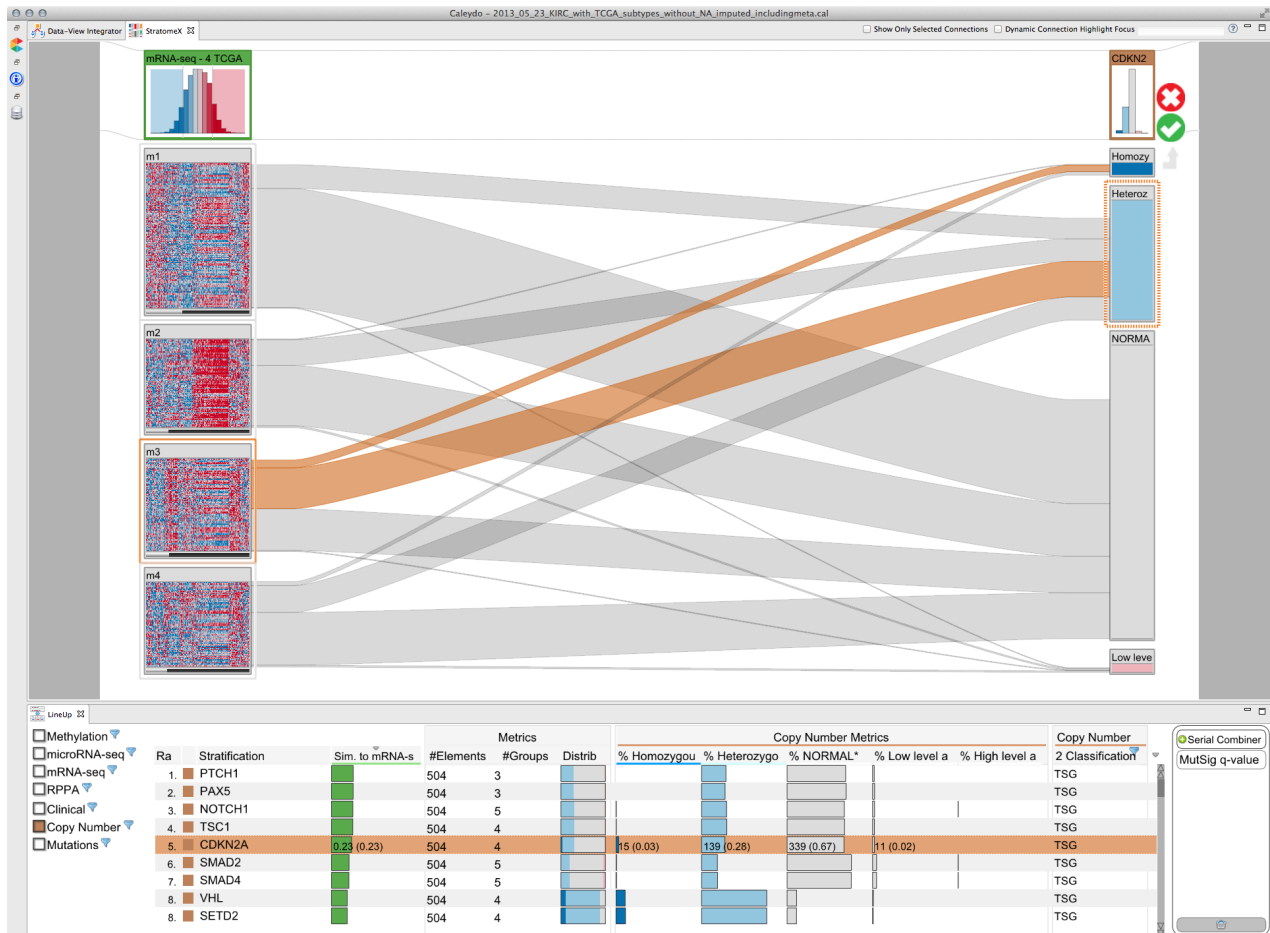 Caleydo – 2013_05_23_KIRC_with_TCGA_subtypes_without_NA_imputed_includingmeta.cal
Data-View Integrator StratomeX Show Only Selected Connections Dynamic Connection Highlight Focus
mRNA-seq - 4 TCGA CDKN2
m1 Homozy
Heteroz
m2 NORMA
m3
m4
Low leve
LineUp
Methylation
microRNA-seq
mRNA-seq
RPPA
Clinical
Copy Number
Mutations
Metrics Copy Number Metrics Copy Number
Ra Stratification Sim. to mRNA-s #Elements #Groups Distrib % Homozygou % Heterozygo % NORMAL* % Low level a % High level a 2 Classification
1. PTCH1 504 3 TSG
2. PAX5 504 3 TSG
3. NOTCH1 504 5 TSG
4. TSC1 504 4 TSG
5. CDKN2A 0.23 (0.23) 504 4 15 (0.03) 139 (0.28) 339 (0.67) 11 (0.02) TSG
6. SMAD2 504 5 TSG
7. SMAD4 504 5 TSG
8. VHL 504 4 TSG
8. SETD2 504 4 TSG
Serial Combiner
MutSig q-value